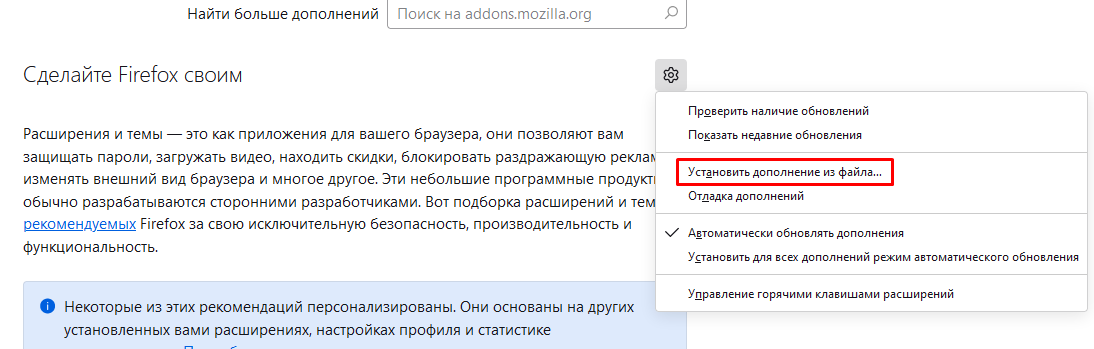 Найти больше дополнений
Поиск на addons.mozilla.org
Сделайте Firefox своим
Расширения и темы — это как приложения для вашего браузера, они позволяют вам
защищать пароли, загружать видео, находить скидки, блокировать раздражающую реклам
изменять внешний вид браузера и многое другое. Эти небольшие программные продукт
обычно разрабатываются сторонними разработчиками. Вот подборка расширений и тем
рекомендуемых Firefox за свою исключительную безопасность, производительность и
функциональность.
Некоторые из этих рекомендаций персонализированы. Они основаны на других
установленных вами расширениях, настройках профиля и статистике
Проверить наличие обновлений
Показать недавние обновления
Установить дополнение из файла...
Отладка дополнений
Автоматически обновлять дополнения
Установить для всех дополнений режим автоматического обновления
Управление горячими клавишами расширений